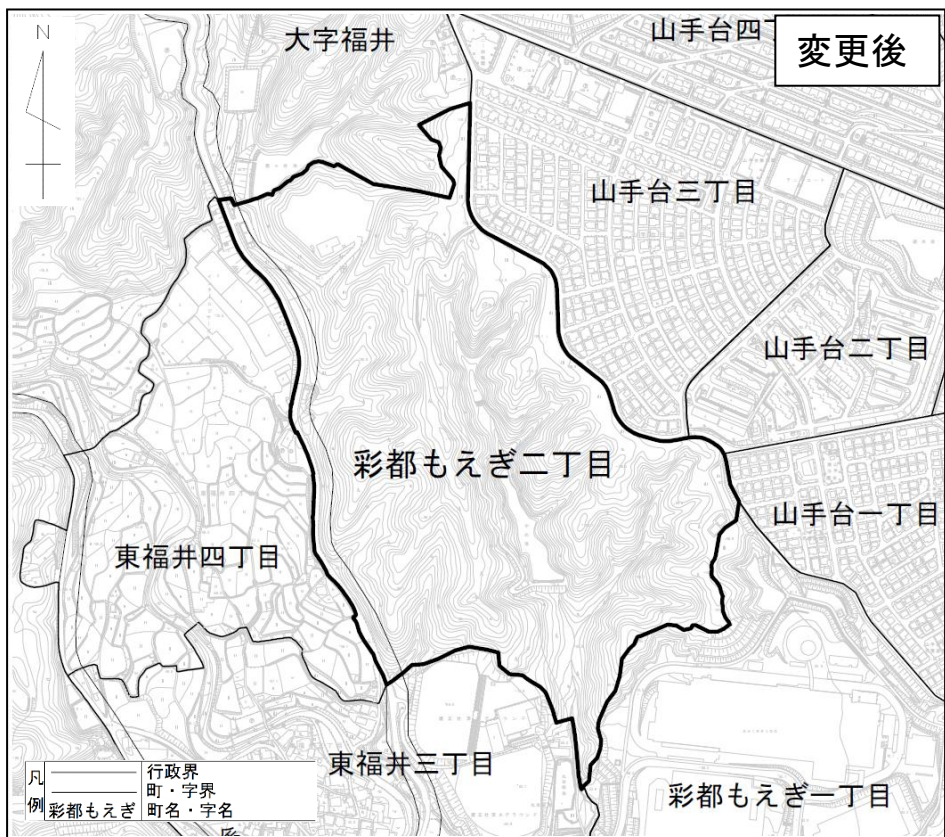 N
大字福井
山手台四丁
変更後
山手台三丁目
山手台二丁目
彩都もえぎ二丁目
山手台一丁目
東福井四丁目
東福井三丁目
彩都もえぎ一丁目
凡例
行政界
町・字界
彩都もえぎ 町名・字名